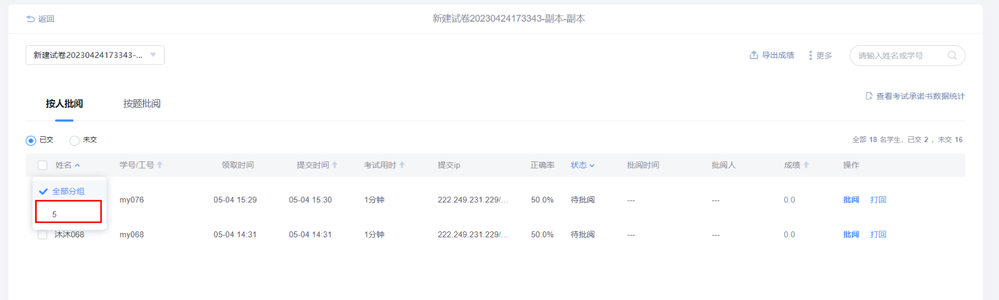 返回
新建试卷20230424173343-副本-副本
新建试卷20230424173343-...
导出成绩 更多 请输入姓名或学号
查看考试承诺书数据统计
按人批阅 按题批阅
已交 未交
全部 18 名学生, 已交 2 , 未交 16
姓名 学号/工号 领取时间 提交时间 考试用时 提交ip 正确率 状态 批阅时间 批阅人 成绩 操作
全部分组
my076 05-04 15:29 05-04 15:30 1分钟 222.249.231.229/... 50.0% 待批阅 --- --- 0.0 批阅 打回
5
沐沐068 my068 05-04 14:31 05-04 14:31 1分钟 222.249.231.229/... 50.0% 待批阅 --- --- 0.0 批阅 打回